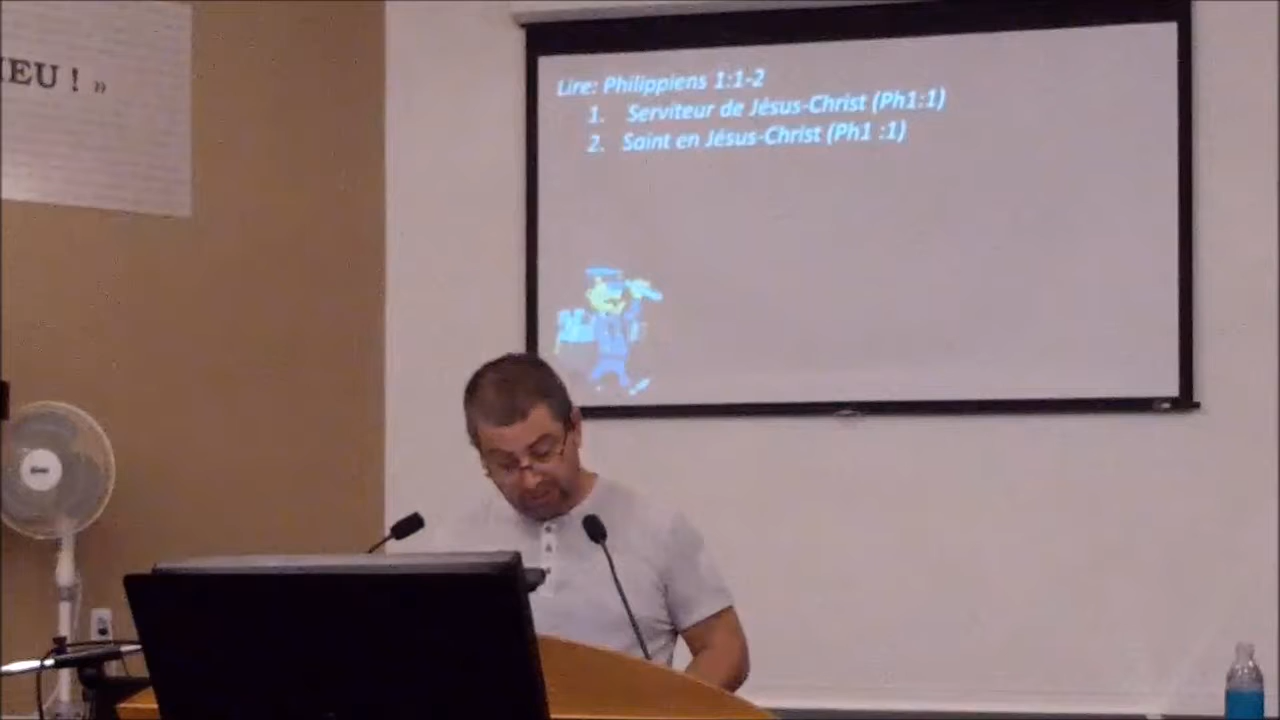 IEU ! »
Lire: Philippiens 1:1-2
1. Serviteur de Jésus-Christ (Ph1:1)
2. Saint en Jésus-Christ (Ph1 :1)